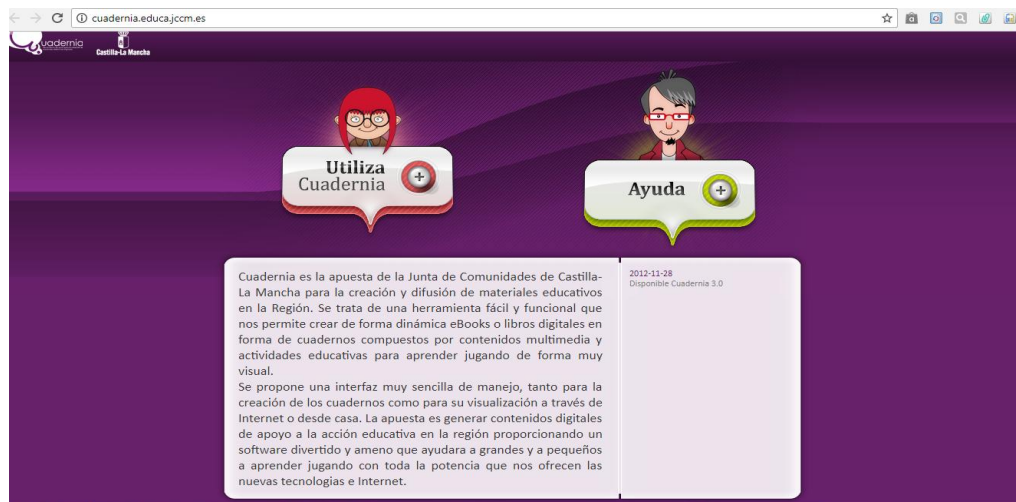 cuadernia.educa.jccm.es
uadernia
Castilla-La Mancha
Utiliza
Cuadernia
Ayuda
Cuadernia es la apuesta de la Junta de Comunidades de Castilla-
La Mancha para la creación y difusión de materiales educativos
en la Región. Se trata de una herramienta fácil y funcional que
nos permite crear de forma dinámica eBooks o libros digitales en
forma de cuadernos compuestos por contenidos multimedia y
actividades educativas para aprender jugando de forma muy
visual.
Se propone una interfaz muy sencilla de manejo, tanto para la
creación de los cuadernos como para su visualización a través de
Internet o desde casa. La apuesta es generar contenidos digitales
de apoyo a la acción educativa en la región proporcionando un
software divertido y ameno que ayudara a grandes y a pequeños
a aprender jugando con toda la potencia que nos ofrecen las
nuevas tecnologias e Internet.
2012-11-28
Disponible Cuadernia 3.0